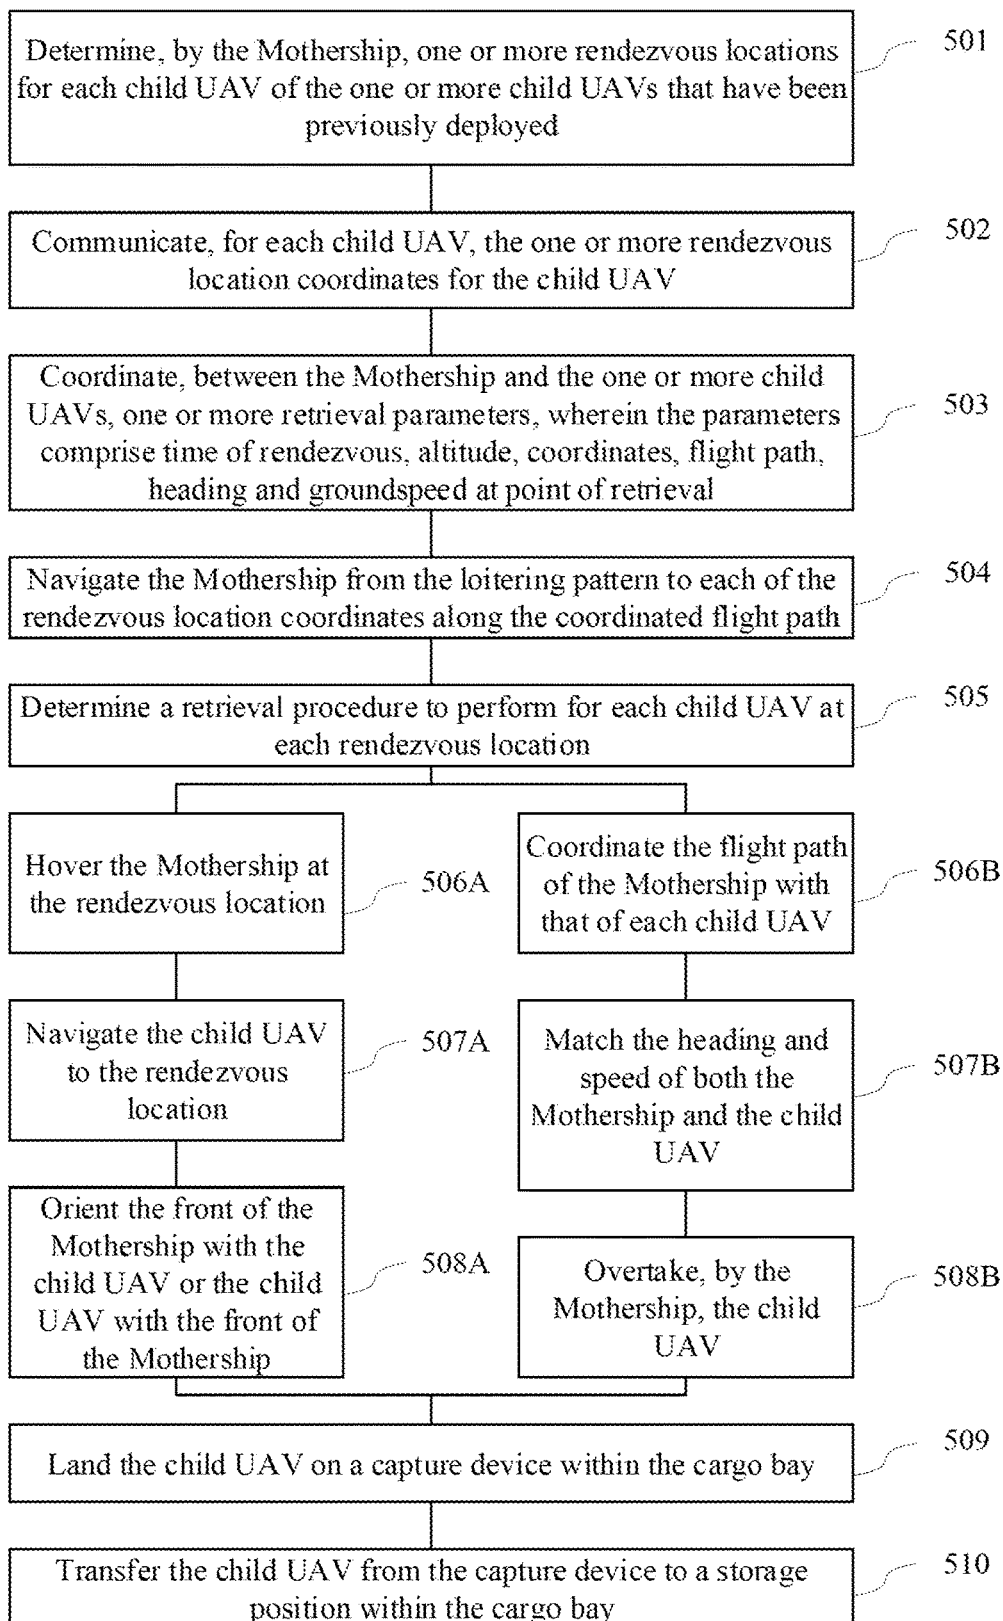 Determine, by the Mothership, one or more rendezvous locations
for each child UAV of the one or more child UAVs that have been
previously deployed
501
Communicate, for each child UAV, the one or more rendezvous
location coordinates for the child UAV
502
Coordinate, between the Mothership and the one or more child
UAVs, one or more retrieval parameters, wherein the parameters
comprise time of rendezvous, altitude, coordinates, flight path,
heading and groundspeed at point of retrieval
503
Navigate the Mothership from the loitering pattern to each of the
rendezvous location coordinates along the coordinated flight path
504
Determine a retrieval procedure to perform for each child UAV at
each rendezvous location
505
Hover the Mothership at
the rendezvous location
506A
Coordinate the flight path
of the Mothership with
that of each child UAV
506B
Navigate the child UAV
to the rendezvous
location
507A
Match the heading and
speed of both the
Mothership and the child
UAV
507B
Orient the front of the
Mothership with the
child UAV or the child
UAV with the front of
the Mothership
508A
Overtake, by the
Mothership, the child
UAV
508B
Land the child UAV on a capture device within the cargo bay
509
Transfer the child UAV from the capture device to a storage
position within the cargo bay
510